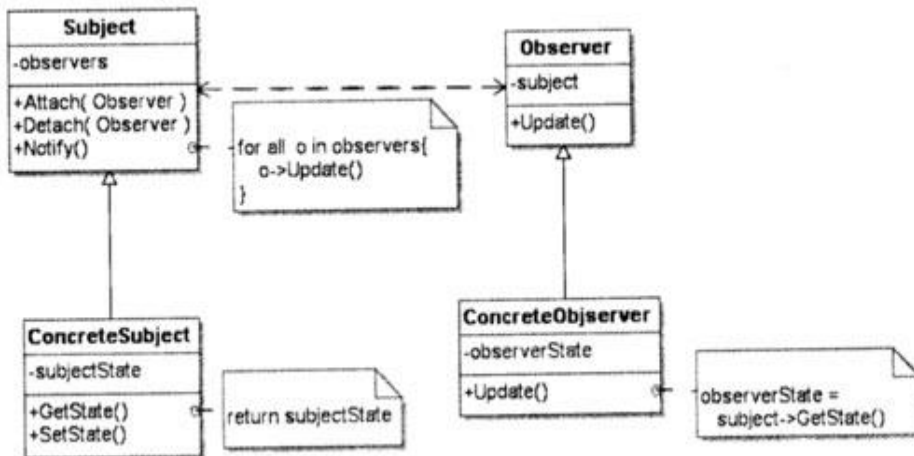 Subject
-observers
+Attach( Observer )
+Detach( Observer )
+Notify()
for all o in observers{
o->Update()
}
Observer
-subject
+Update()
ConcreteSubject
-subjectState
+GetState()
+SetState()
return subjectState
ConcreteObjserver
-observerState
+Update()
observerState =
subject->GetState()